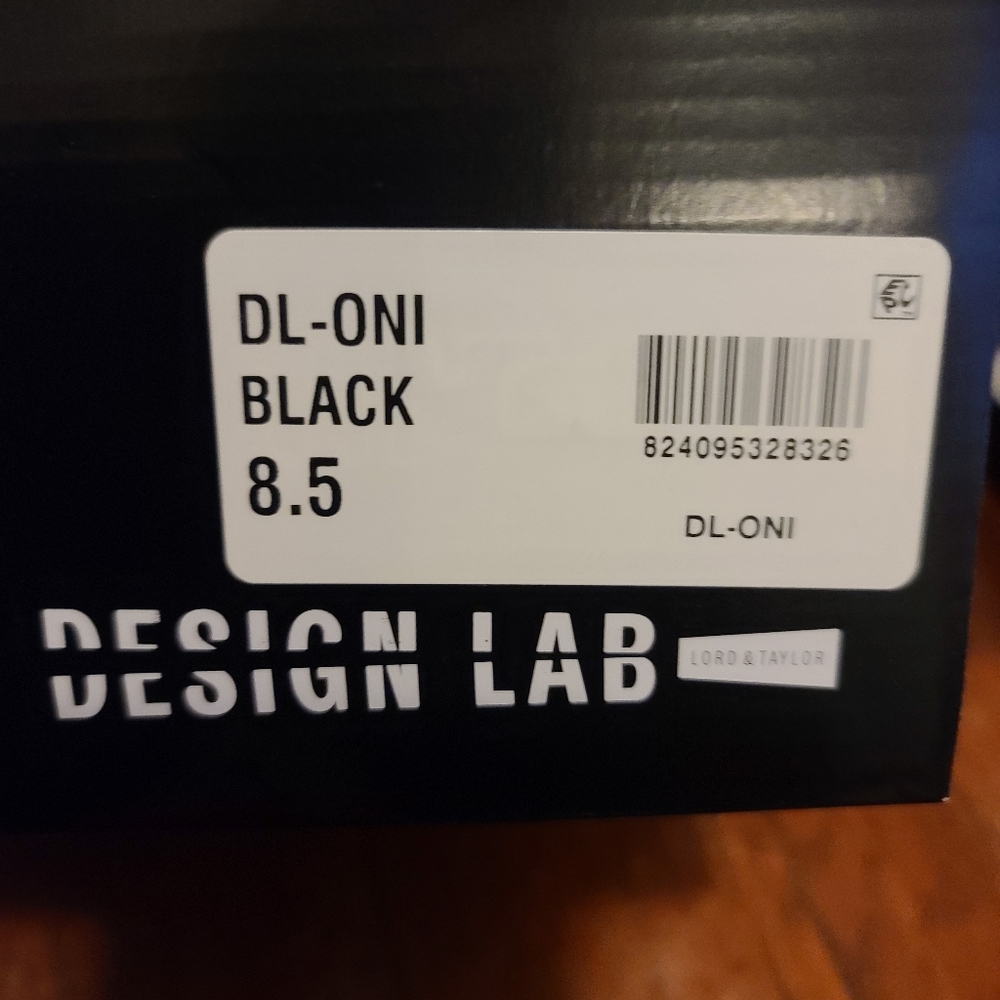 DL-ONI
BLACK
8.5
824095328326
DL-ONI
DESIGN LAB
LORD & TAYLOR